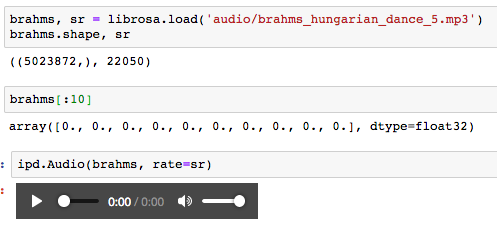 brahms, sr = librosa.load('audio/brahms_hungarian_dance_5.mp3')
brahms.shape, sr
((5023872,), 22050)
brahms[:10]
array([0., 0., 0., 0., 0., 0., 0., 0., 0., 0.], dtype=float32)
: ipd.Audio(brahms, rate=sr)
:
0:00 / 0:00